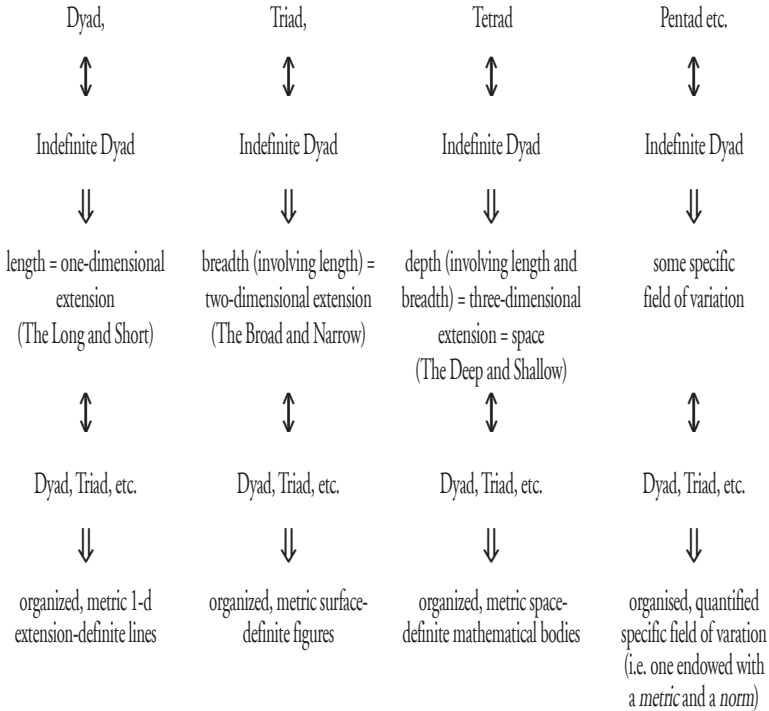 Dyad,
Triad,
Tetrad
Pentad etc.
Indefinite Dyad
Indefinite Dyad
Indefinite Dyad
Indefinite Dyad
length = one-dimensional
extension
(The Long and Short)
breadth (involving length) =
two-dimensional extension
(The Broad and Narrow)
depth (involving length and
breadth) = three-dimensional
extension = space
(The Deep and Shallow)
some specific
field of variation
Dyad, Triad, etc.
Dyad, Triad, etc.
Dyad, Triad, etc.
Dyad, Triad, etc.
organized, metric 1-d
extension-definite lines
organized, metric surface-
definite figures
organized, metric space-
definite mathematical bodies
organised, quantified
specific field of varation
(i.e. one endowed with
a metric and a norm)